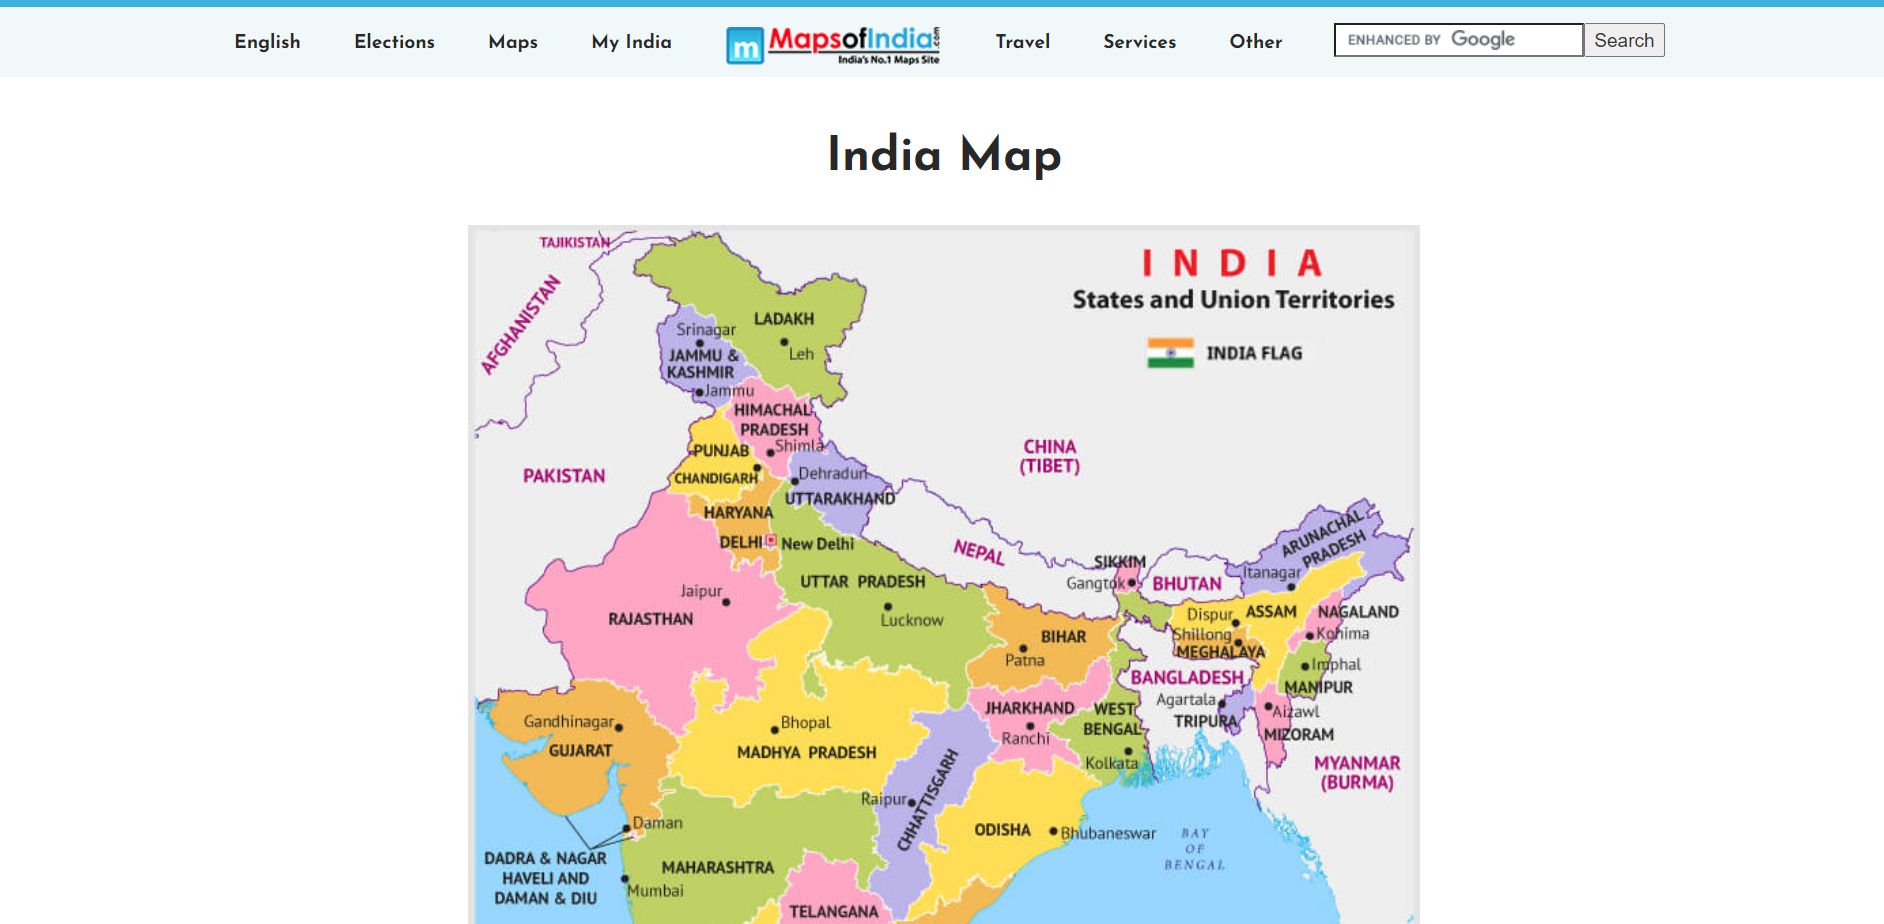 English Elections Maps My India m MapsofIndia.com Travel Services Other ENHANCED BY Google Search
India's No.1 Maps Site
India Map
TAJIKISTAN
INDIA
States and Union Territories
INDIA FLAG
AFGHANISTAN
LADAKH
Leh
Srinagar
JAMMU &
KASHMIR
Jammu
HIMACHAL
PRADESH
Shimla
PUNJAB
CHANDIGARH
CHINA
(TIBET)
PAKISTAN
Dehradun
UTTARAKHAND
HARYANA
DELHI New Delhi
NEPAL
SIKKIM
Gangtok
BHUTAN
ARUNACHAL
PRADESH
Itanagar
UTTAR PRADESH
Lucknow
Jaipur
RAJASTHAN
BIHAR
Patna
Dispur ASSAM NAGALAND
Shillong Kohima
MEGHALAYA
Imphal
BANGLADESH
MANIPUR
Agartala
TRIPURA
Aizawl
MIZORAM
JHARKHAND
Ranchi
WEST
BENGAL
Kolkata
Gandhinagar
GUJARAT
Bhopal
MADHYA PRADESH
MYANMAR
(BURMA)
Raipur
CHHATTISGARH
Daman
ODISHA
Bhubaneswar
BAY
OF
BENGAL
DADRA & NAGAR
HAVELI AND
DAMAN & DIU
MAHARASHTRA
Mumbai
TELANGANA